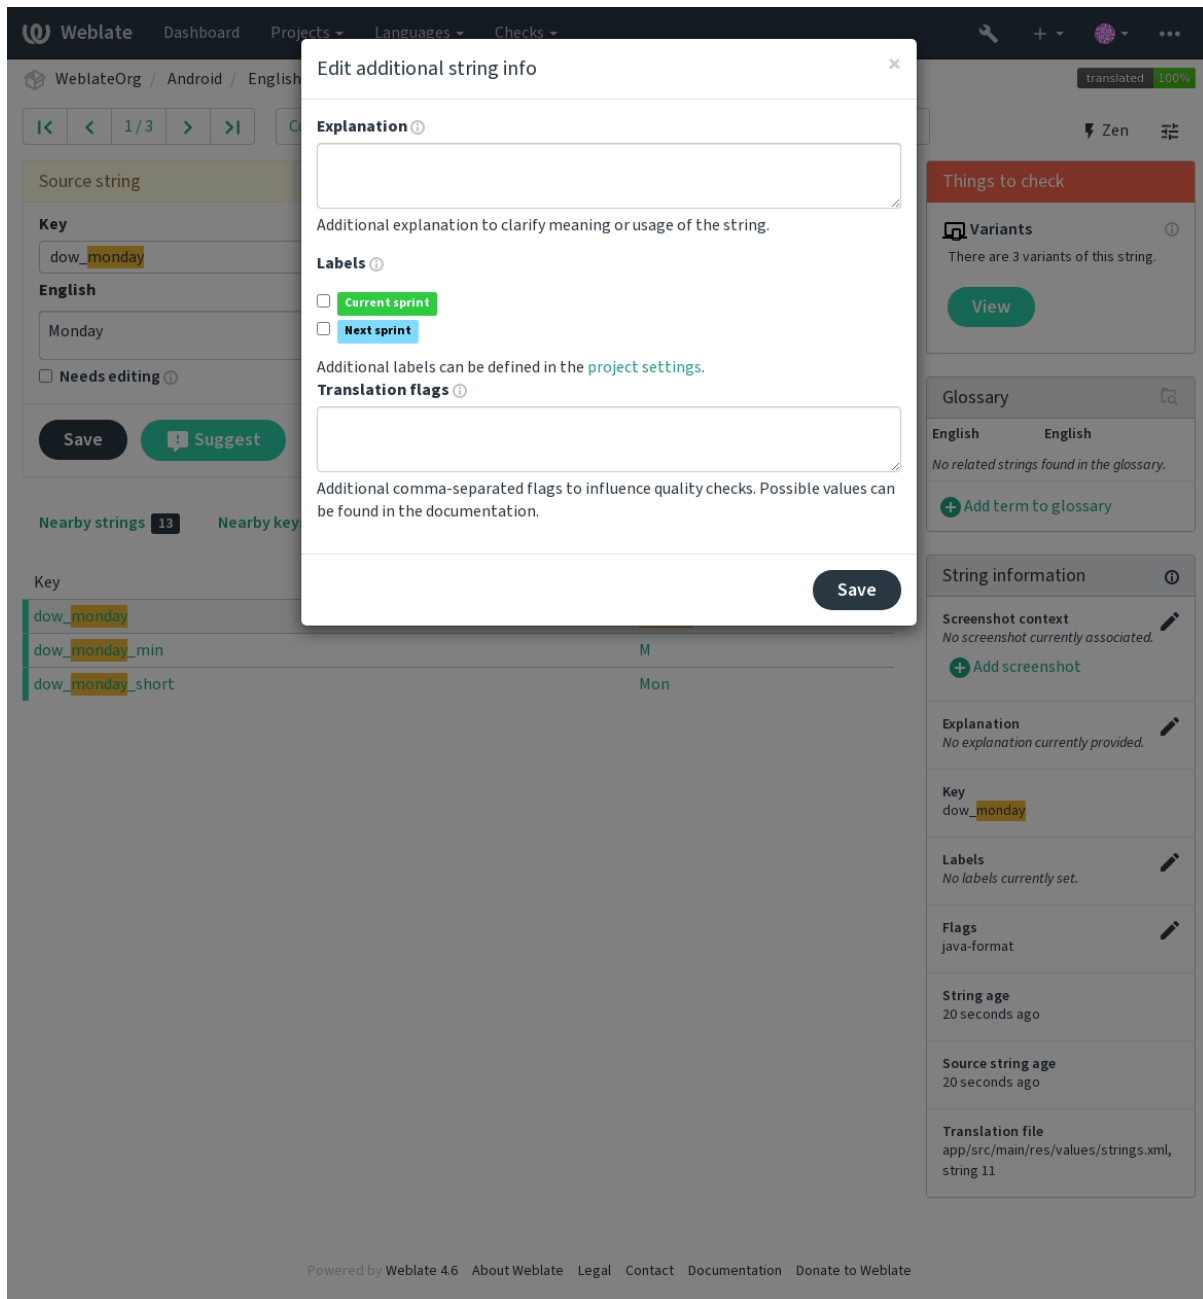 Weblate Dashboard Projects Languages Checks
Edit additional string info ×
WeblateOrg / Android / English
translated 100%
1 / 3
Zen
Explanation
Additional explanation to clarify meaning or usage of the string.
Labels
Current sprint
Next sprint
Additional labels can be defined in the project settings.
Translation flags
Additional comma-separated flags to influence quality checks. Possible values can
be found in the documentation.
Save
Source string
Key
dow_monday
English
Monday
Needs editing
Save Suggest
Nearby strings 13 Nearby key
Key
dow_monday
dow_monday_min M
dow_monday_short Mon
Things to check
Variants
There are 3 variants of this string.
View
Glossary
English English
No related strings found in the glossary.
Add term to glossary
String information
Screenshot context
No screenshot currently associated.
Add screenshot
Explanation
No explanation currently provided.
Key
dow_monday
Labels
No labels currently set.
Flags
java-format
String age
20 seconds ago
Source string age
20 seconds ago
Translation file
app/src/main/res/values/strings.xml,
string 11
Powered by Weblate 4.6 About Weblate Legal Contact Documentation Donate to Weblate